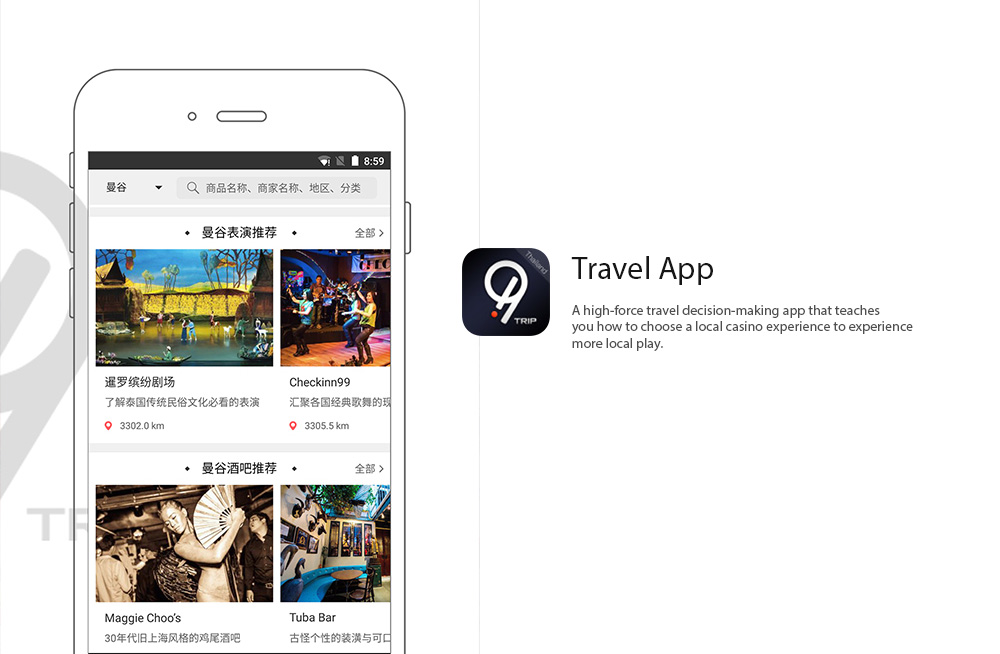 8:59
曼谷
商品名称、商家名称、地区、分类
曼谷表演推荐
全部
暹罗缤纷剧场
Checkinn99
了解泰国传统民俗文化必看的表演
汇聚各国经典歌舞的现
3302.0 km
3305.5 km
曼谷酒吧推荐
全部
Maggie Choo's
Tuba Bar
30年代旧上海风格的鸡尾酒吧
古怪个性的装潢与可口
TR
Thailand
99
TRIP
Travel App
A high-force travel decision-making app that teaches
you how to choose a local casino experience to experience
more local play.